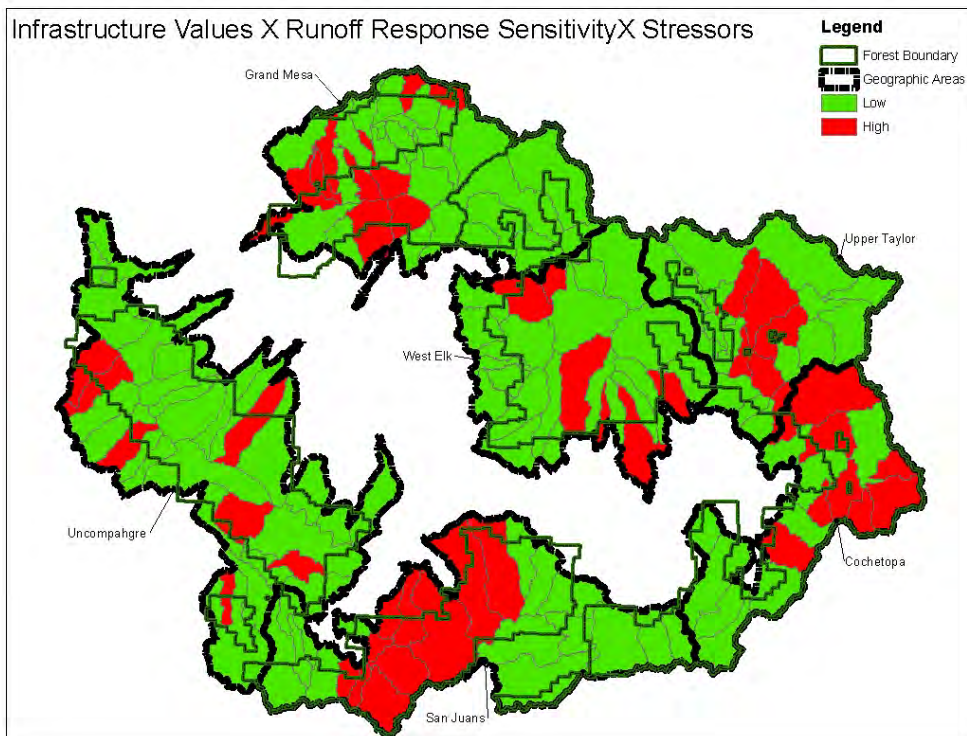 Infrastructure Values X Runoff Response SensitivityX Stressors
Legend
Forest Boundary
Geographic Areas
Low
High
Grand Mesa
Upper Taylor
West Elk
Uncompahgre
Cochetopa
San Juans